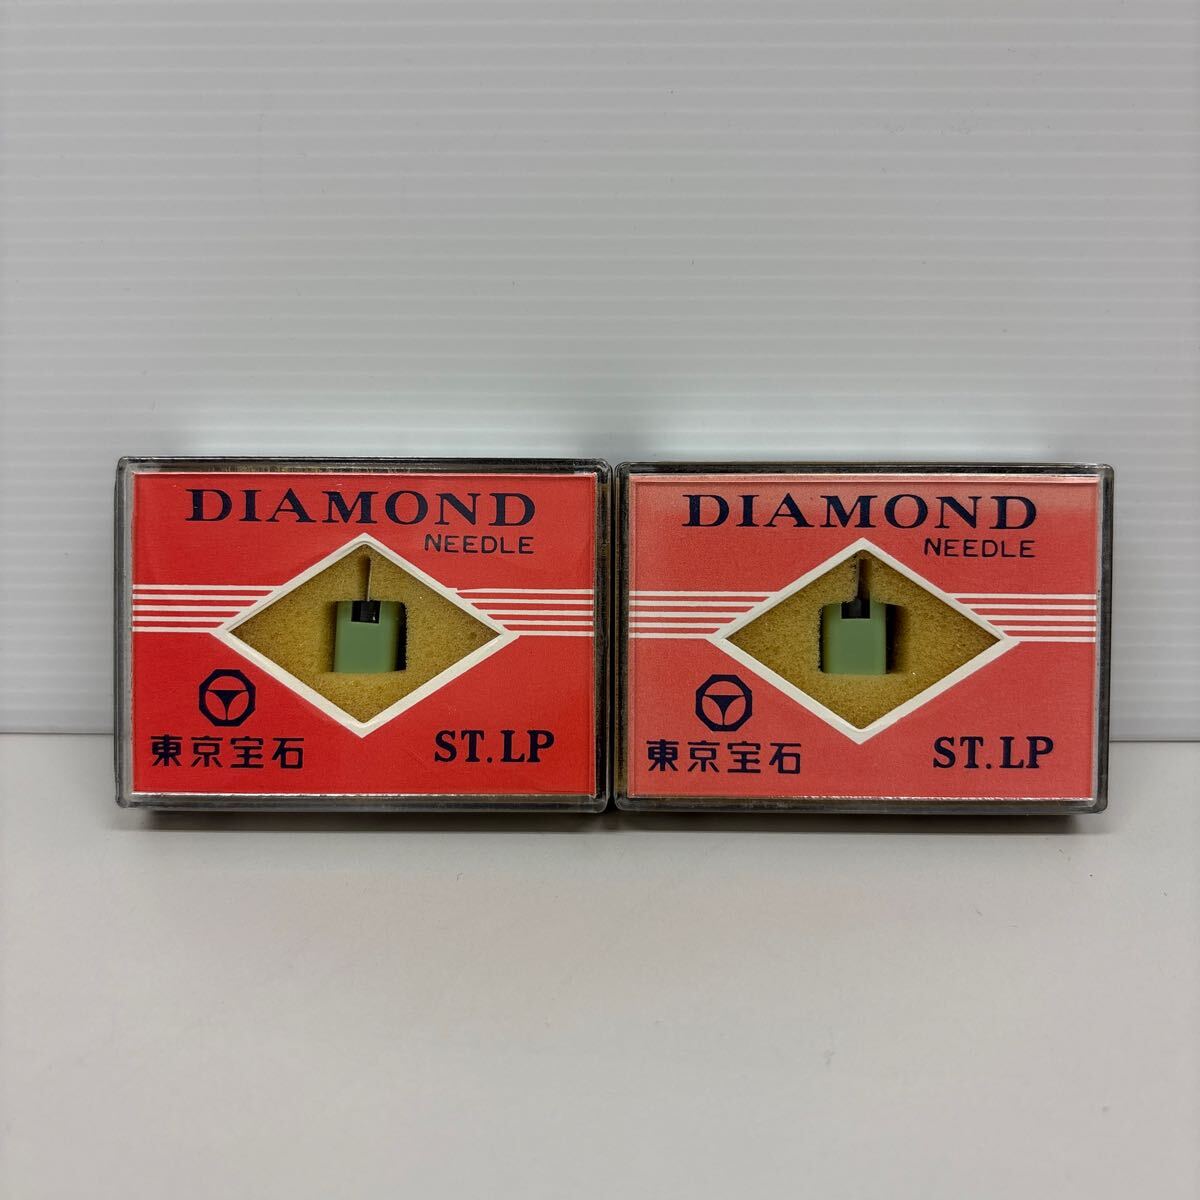 DIAMOND
NEEDLE
東京宝石
ST.LP
DIAMOND
NEEDLE
東京宝石
ST.LP